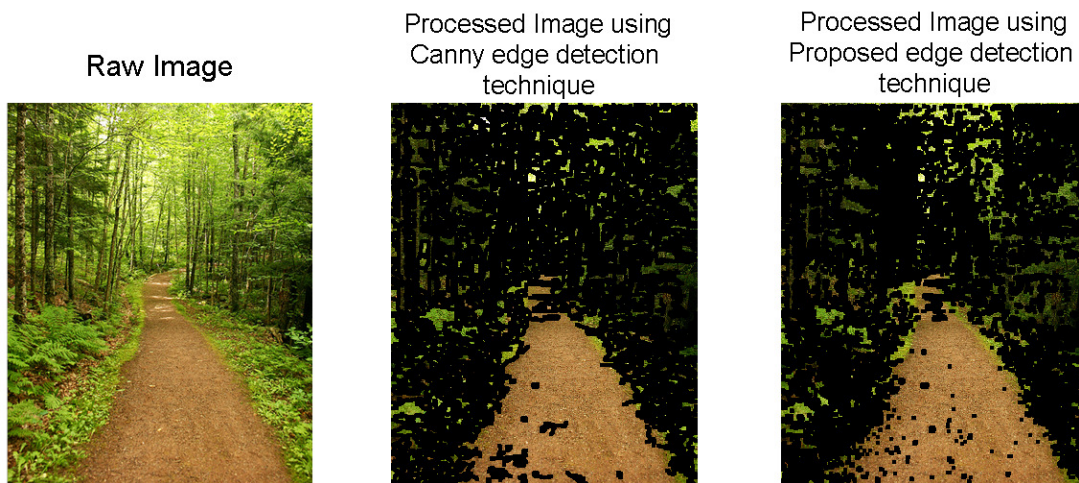 Raw Image
Processed Image using
Canny edge detection
technique
Processed Image using
Proposed edge detection
technique